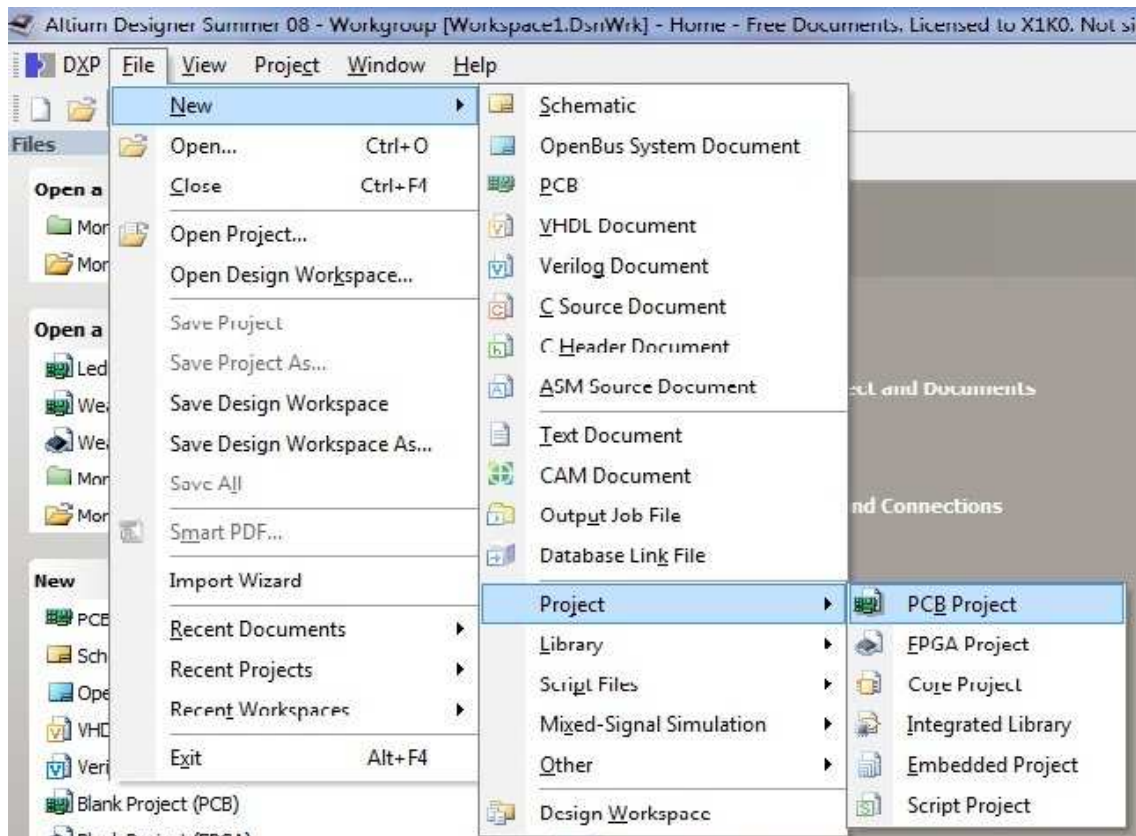 Altium Designer Summer 08 - Workgroup [Workspace1.DsnWrk] - Home - Free Documents. Licensed to X1K0. Not si
DXP File View Project Window Help
Files
Open a
Mor
Mor
Open a
Led
Wea
Wea
Mor
Mor
New
PCB
Sch
Ope
VHD
Veri
Blank Project (PCB)
Blank Project (FPGA)
New
Open... Ctrl+O
Close Ctrl+F4
Open Project...
Open Design Workspace...
Save Project
Save Project As...
Save Design Workspace
Save Design Workspace As...
Save All
Smart PDF...
Import Wizard
Recent Documents
Recent Projects
Recent Workspaces
Exit Alt+F4
Schematic
OpenBus System Document
PCB
VHDL Document
Verilog Document
C Source Document
C Header Document
ASM Source Document
Text Document
CAM Document
Output Job File
Database Link File
Project
Library
Script Files
Mixed-Signal Simulation
Other
Design Workspace
ect and Documents
nd Connections
PCB Project
FPGA Project
Core Project
Integrated Library
Embedded Project
Script Project